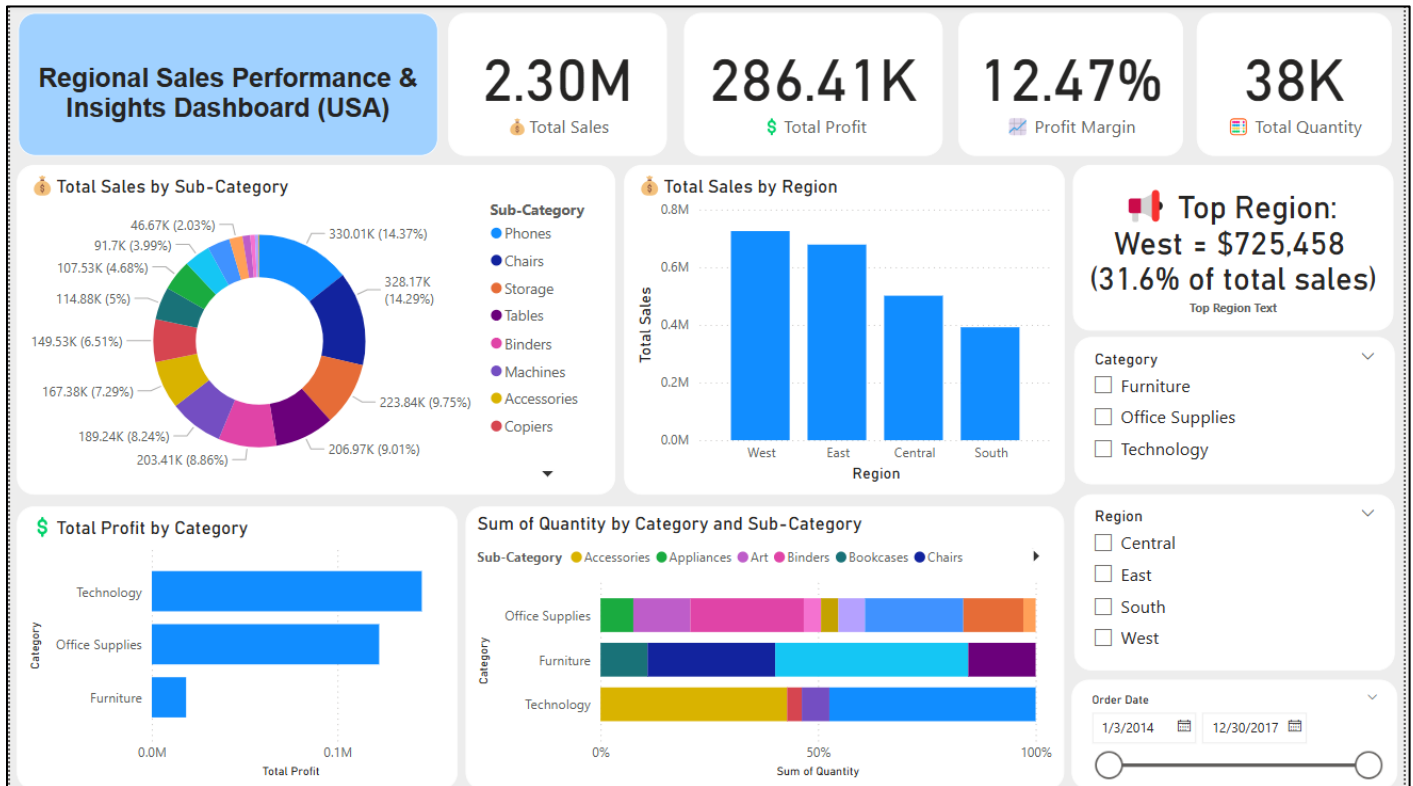 Regional Sales Performance &
Insights Dashboard (USA)
2.30M
Total Sales
286.41K
Total Profit
12.47%
Profit Margin
38K
Total Quantity
Total Sales by Sub-Category
46.67K (2.03%)
91.7K (3.99%)
107.53K (4.68%)
114.88K (5%)
149.53K (6.51%)
167.38K (7.29%)
189.24K (8.24%)
203.41K (8.86%)
330.01K (14.37%)
328.17K
(14.29%)
223.84K (9.75%)
206.97K (9.01%)
Sub-Category
Phones
Chairs
Storage
Tables
Binders
Machines
Accessories
Copiers
Total Sales by Region
Total Sales
0.8M
0.6M
0.4M
0.2M
0.0M
West East Central South
Region
Top Region:
West = $725,458
(31.6% of total sales)
Top Region Text
Category
Furniture
Office Supplies
Technology
Region
Central
East
South
West
Order Date
1/3/2014 12/30/2017
$ Total Profit by Category
Category
Technology
Office Supplies
Furniture
0.0M 0.1M
Total Profit
Sum of Quantity by Category and Sub-Category
Sub-Category Accessories Appliances Art Binders Bookcases Chairs
Category
Office Supplies
Furniture
Technology
0% 50% 100%
Sum of Quantity